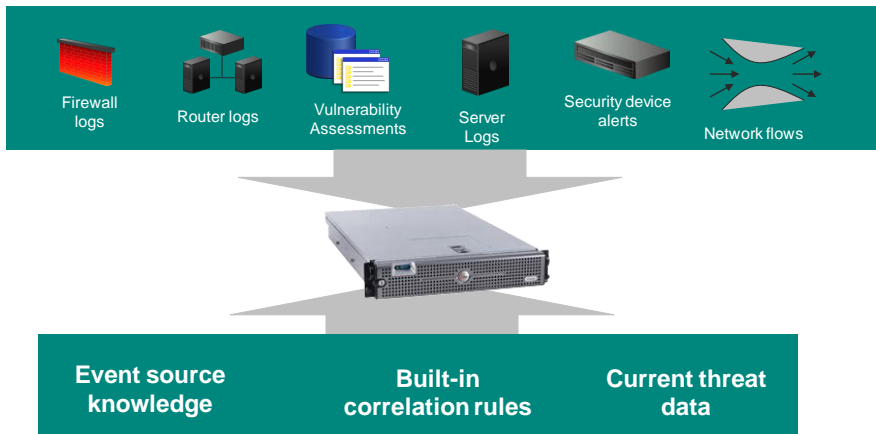 Firewall
logs
Router logs
Vulnerability
Assessments
Server
Logs
Security device
alerts
Network flows
Event source
knowledge
Built-in
correlation rules
Current threat
data